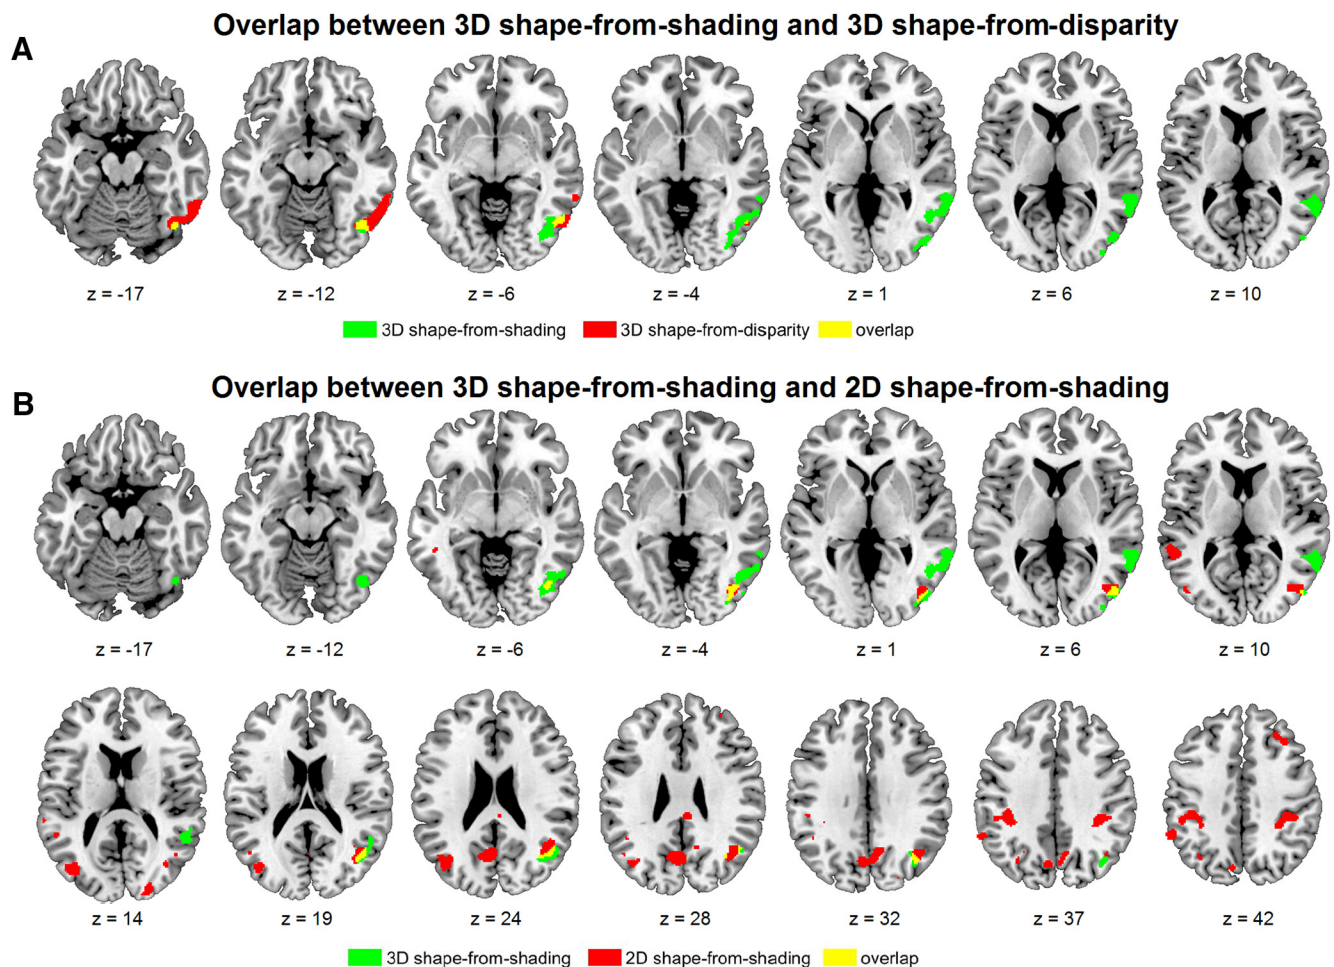 Overlap between 3D shape-from-shading and 3D shape-from-disparity
A
z = -17 z = -12 z = -6 z = -4 z = 1 z = 6 z = 10
3D shape-from-shading 3D shape-from-disparity overlap
Overlap between 3D shape-from-shading and 2D shape-from-shading
B
z = -17 z = -12 z = -6 z = -4 z = 1 z = 6 z = 10
z = 14 z = 19 z = 24 z = 28 z = 32 z = 37 z = 42
3D shape-from-shading 2D shape-from-shading overlap